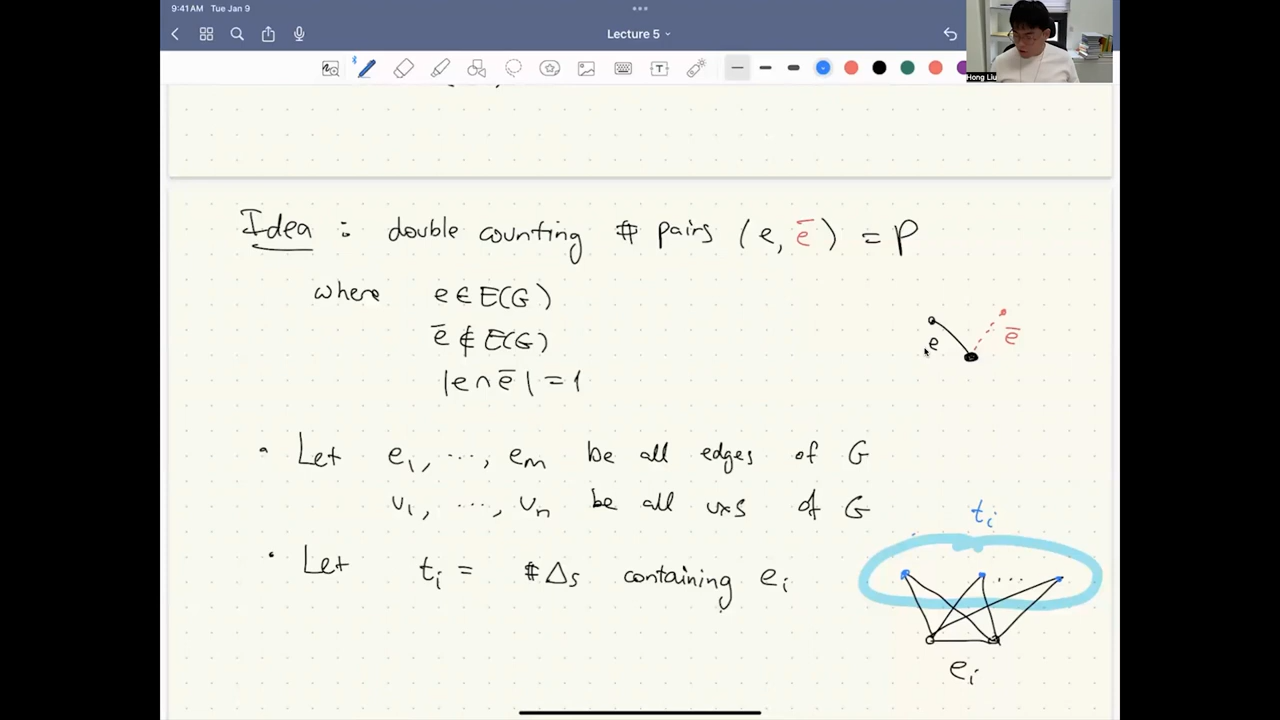 9:41 AM Tue Jan 9
Lecture 5
Hong Liu
Idea : double counting # pairs (e, ē) = P
where e ∈ E(G)
ē ∉ E(G)
|e ∩ ē| = 1
e
ē
• Let e₁, ..., eₘ be all edges of G
v₁, ..., vₙ be all vxs of G
tᵢ
• Let tᵢ = #Δs containing eᵢ
...
eᵢ